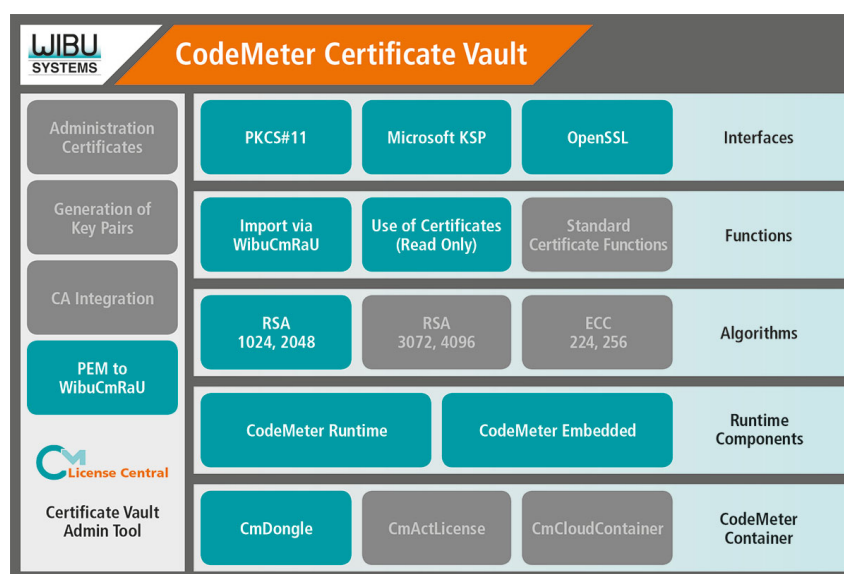 WIBU
SYSTEMS
CodeMeter Certificate Vault
Administration
Certificates
Generation of
Key Pairs
CA Integration
PEM to
WibuCmRaU
CM
License Central
Certificate Vault
Admin Tool
PKCS#11
Microsoft KSP
OpenSSL
Interfaces
Import via
WibuCmRaU
Use of Certificates
(Read Only)
Standard
Certificate Functions
Functions
RSA
1024, 2048
RSA
3072, 4096
ECC
224, 256
Algorithms
CodeMeter Runtime
CodeMeter Embedded
Runtime
Components
CmDongle
CmActLicense
CmCloudContainer
CodeMeter
Container